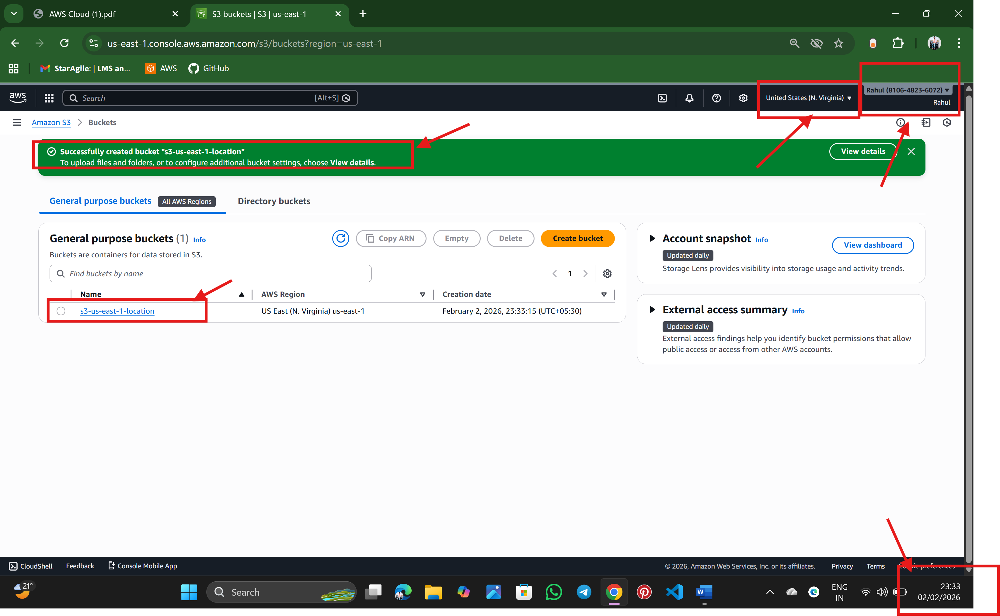 AWS Cloud (1).pdf
S3 buckets | S3 | us-east-1
us-east-1.console.aws.amazon.com/s3/buckets?region=us-east-1
StarAgile: | LMS an...
AWS
GitHub
aws
Search
[Alt+S]
United States (N. Virginia)
Rahul (8106-4823-6072)
Rahul
Amazon S3
Buckets
Successfully created bucket "s3-us-east-1-location"
To upload files and folders, or to configure additional bucket settings, choose View details.
View details
General purpose buckets
All AWS Regions
Directory buckets
General purpose buckets (1) Info
Copy ARN
Empty
Delete
Create bucket
Buckets are containers for data stored in S3.
Find buckets by name
1
Name
AWS Region
Creation date
s3-us-east-1-location
US East (N. Virginia) us-east-1
February 2, 2026, 23:33:15 (UTC+05:30)
Account snapshot Info
View dashboard
Updated daily
Storage Lens provides visibility into storage usage and activity trends.
External access summary Info
Updated daily
External access findings help you identify bucket permissions that allow
public access or access from other AWS accounts.
CloudShell
Feedback
Console Mobile App
© 2026, Amazon Web Services, Inc. or its affiliates.
Privacy
Terms
Cookie preferences
21°
Search
W
ENG
IN
23:33
02/02/2026